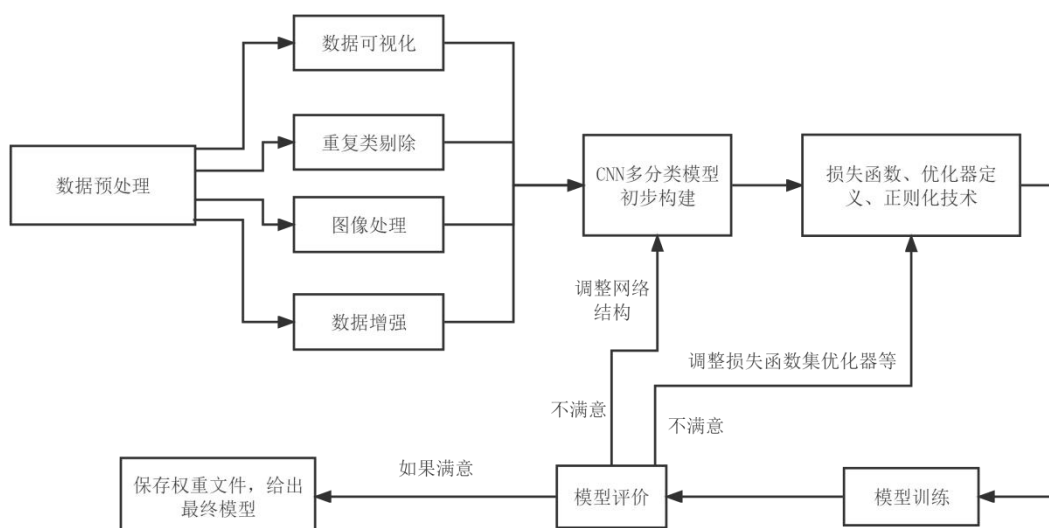 数据可视化
重复类剔除
数据预处理
图像处理
数据增强
CNN多分类模型
初步构建
损失函数、优化器定
义、正则化技术
调整网络
结构
调整损失函数集优化器等
不满意
不满意
如果满意
保存权重文件，给出
最终模型
模型评价
模型训练